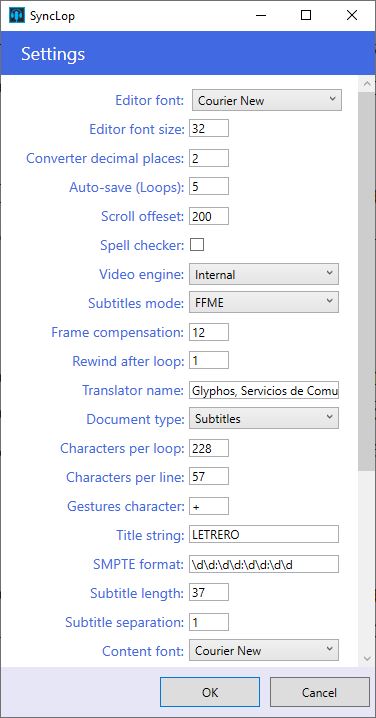 SyncLop
Settings
Editor font: Courier New
Editor font size: 32
Converter decimal places: 2
Auto-save (Loops): 5
Scroll offeset: 200
Spell checker:
Video engine: Internal
Subtitles mode: FFME
Frame compensation: 12
Rewind after loop: 1
Translator name: Glyphos, Servicios de Comu
Document type: Subtitles
Characters per loop: 228
Characters per line: 57
Gestures character: +
Title string: LETRERO
SMPTE format: \d\d:\d\d:\d\d:\d\d
Subtitle length: 37
Subtitle separation: 1
Content font: Courier New
OK Cancel